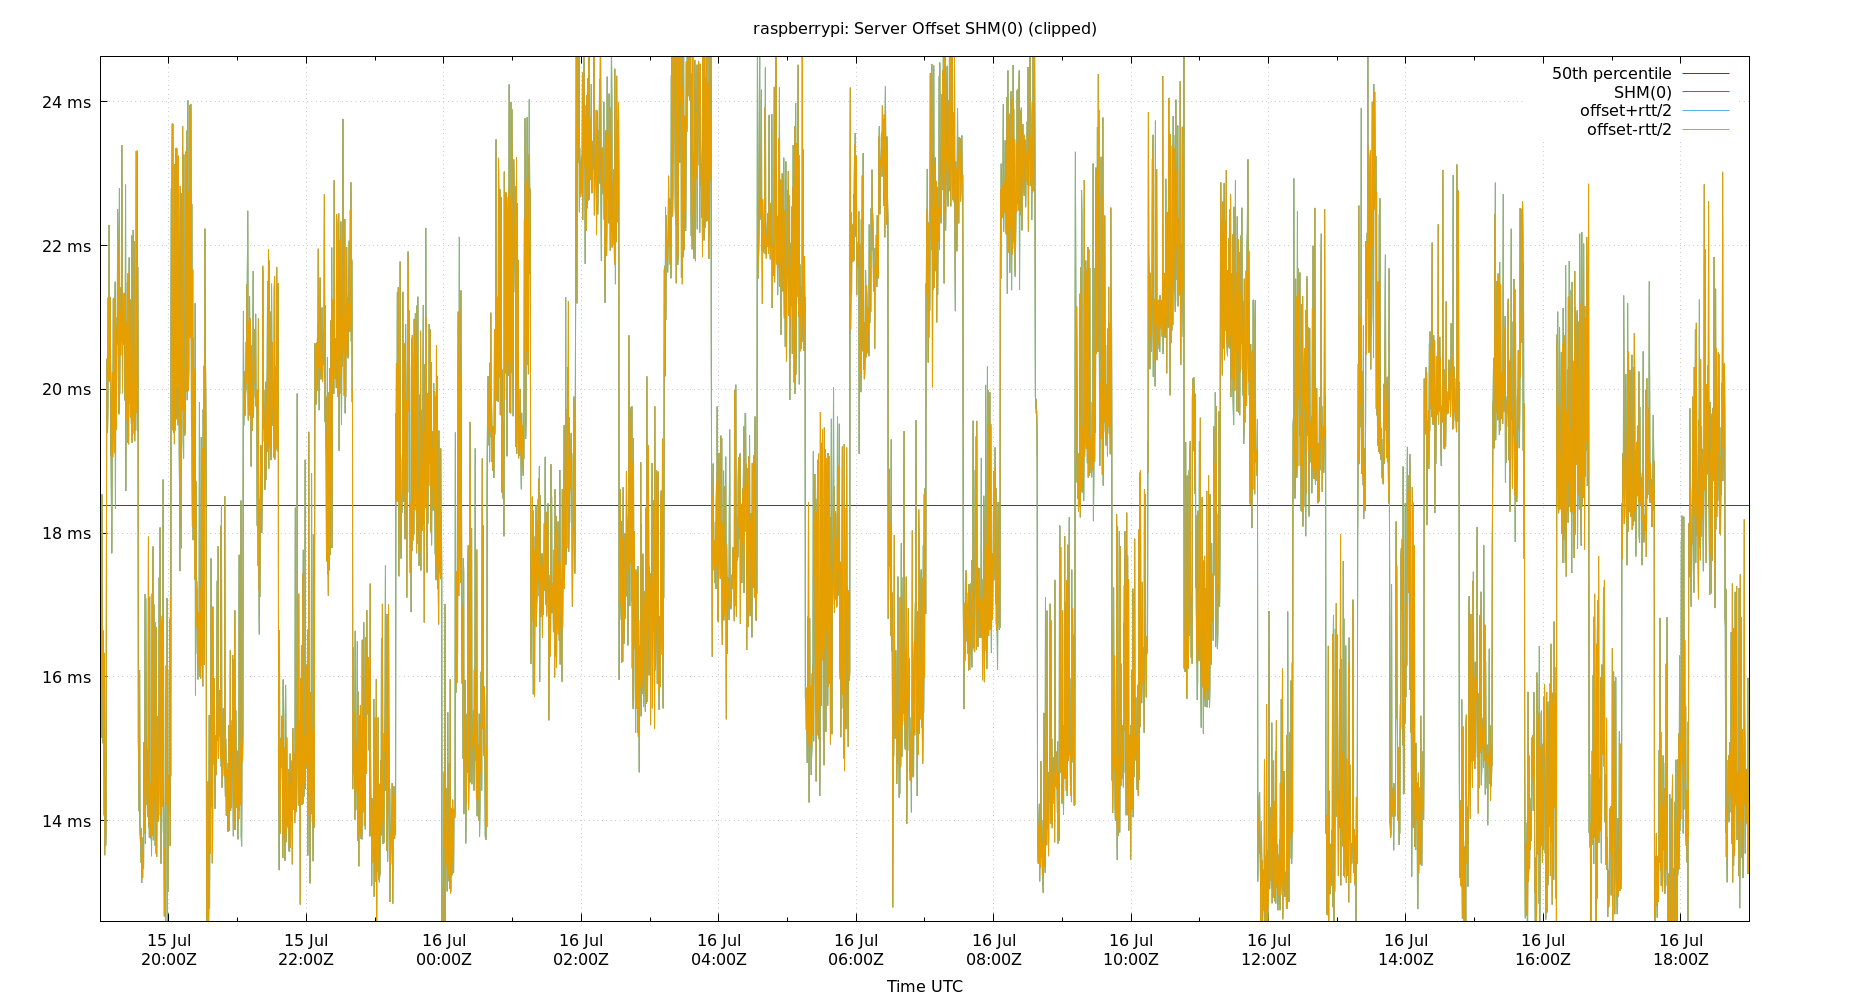 raspberrypi: Server Offset SHM(0) (clipped)
50th percentile
SHM(0)
offset+rtt/2
offset-rtt/2
24 ms
22 ms
20 ms
18 ms
16 ms
14 ms
15 Jul 15 Jul 16 Jul 16 Jul 16 Jul 16 Jul 16 Jul 16 Jul 16 Jul 16 Jul 16 Jul 16 Jul
20:00Z 22:00Z 00:00Z 02:00Z 04:00Z 06:00Z 08:00Z 10:00Z 12:00Z 14:00Z 16:00Z 18:00Z
Time UTC